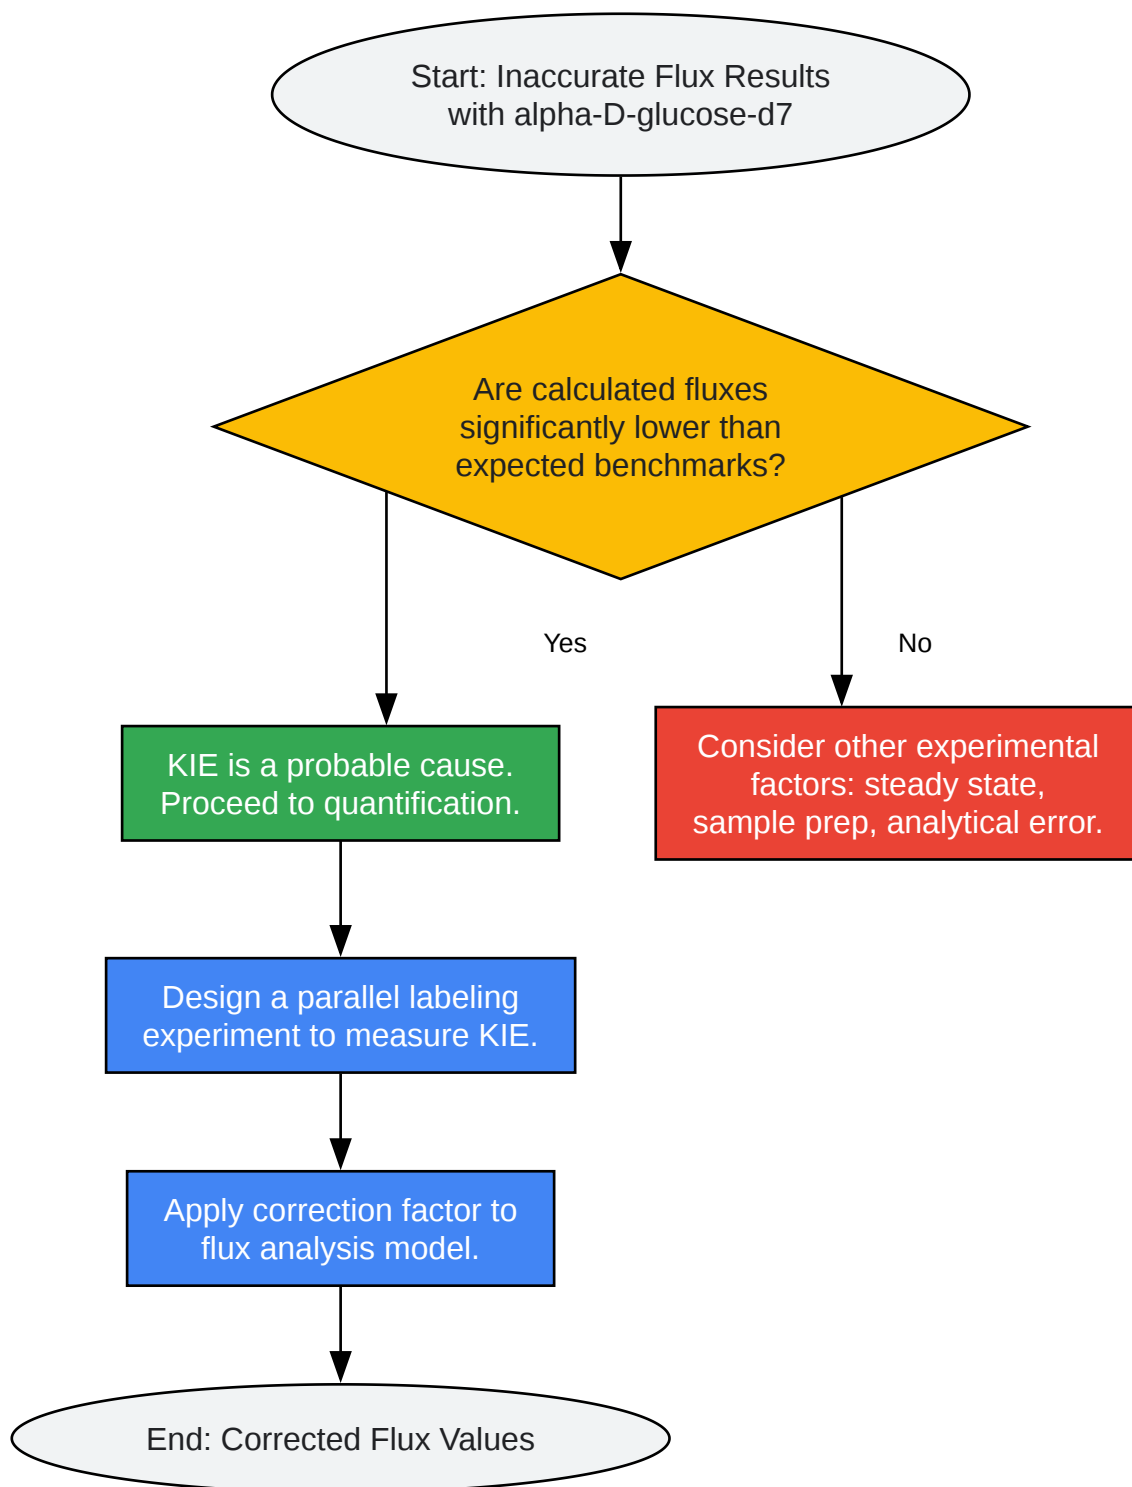 Start: Inaccurate Flux Results
with alpha-D-glucose-d7
Are calculated fluxes
significantly lower than
expected benchmarks?
Yes
No
KIE is a probable cause.
Proceed to quantification.
Consider other experimental
factors: steady state,
sample prep, analytical error.
Design a parallel labeling
experiment to measure KIE.
Apply correction factor to
flux analysis model.
End: Corrected Flux Values